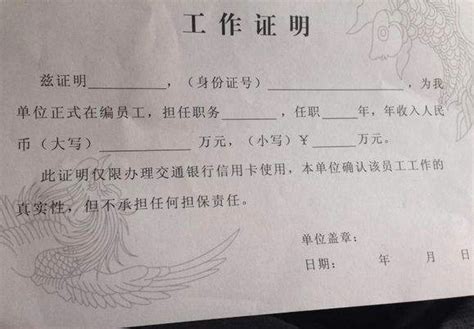 工作证明
兹证明__________，（身份证号）____________________，为我
单位正式在编员工，担任职务________，任职____年，年收入人民
币（大写）________万元，（小写）￥______万元。
此证明仅限办理交通银行信用卡使用，本单位确认该员工工作的
真实性，但不承担任何担保责任。
单位盖章：
日期： 年 月 日